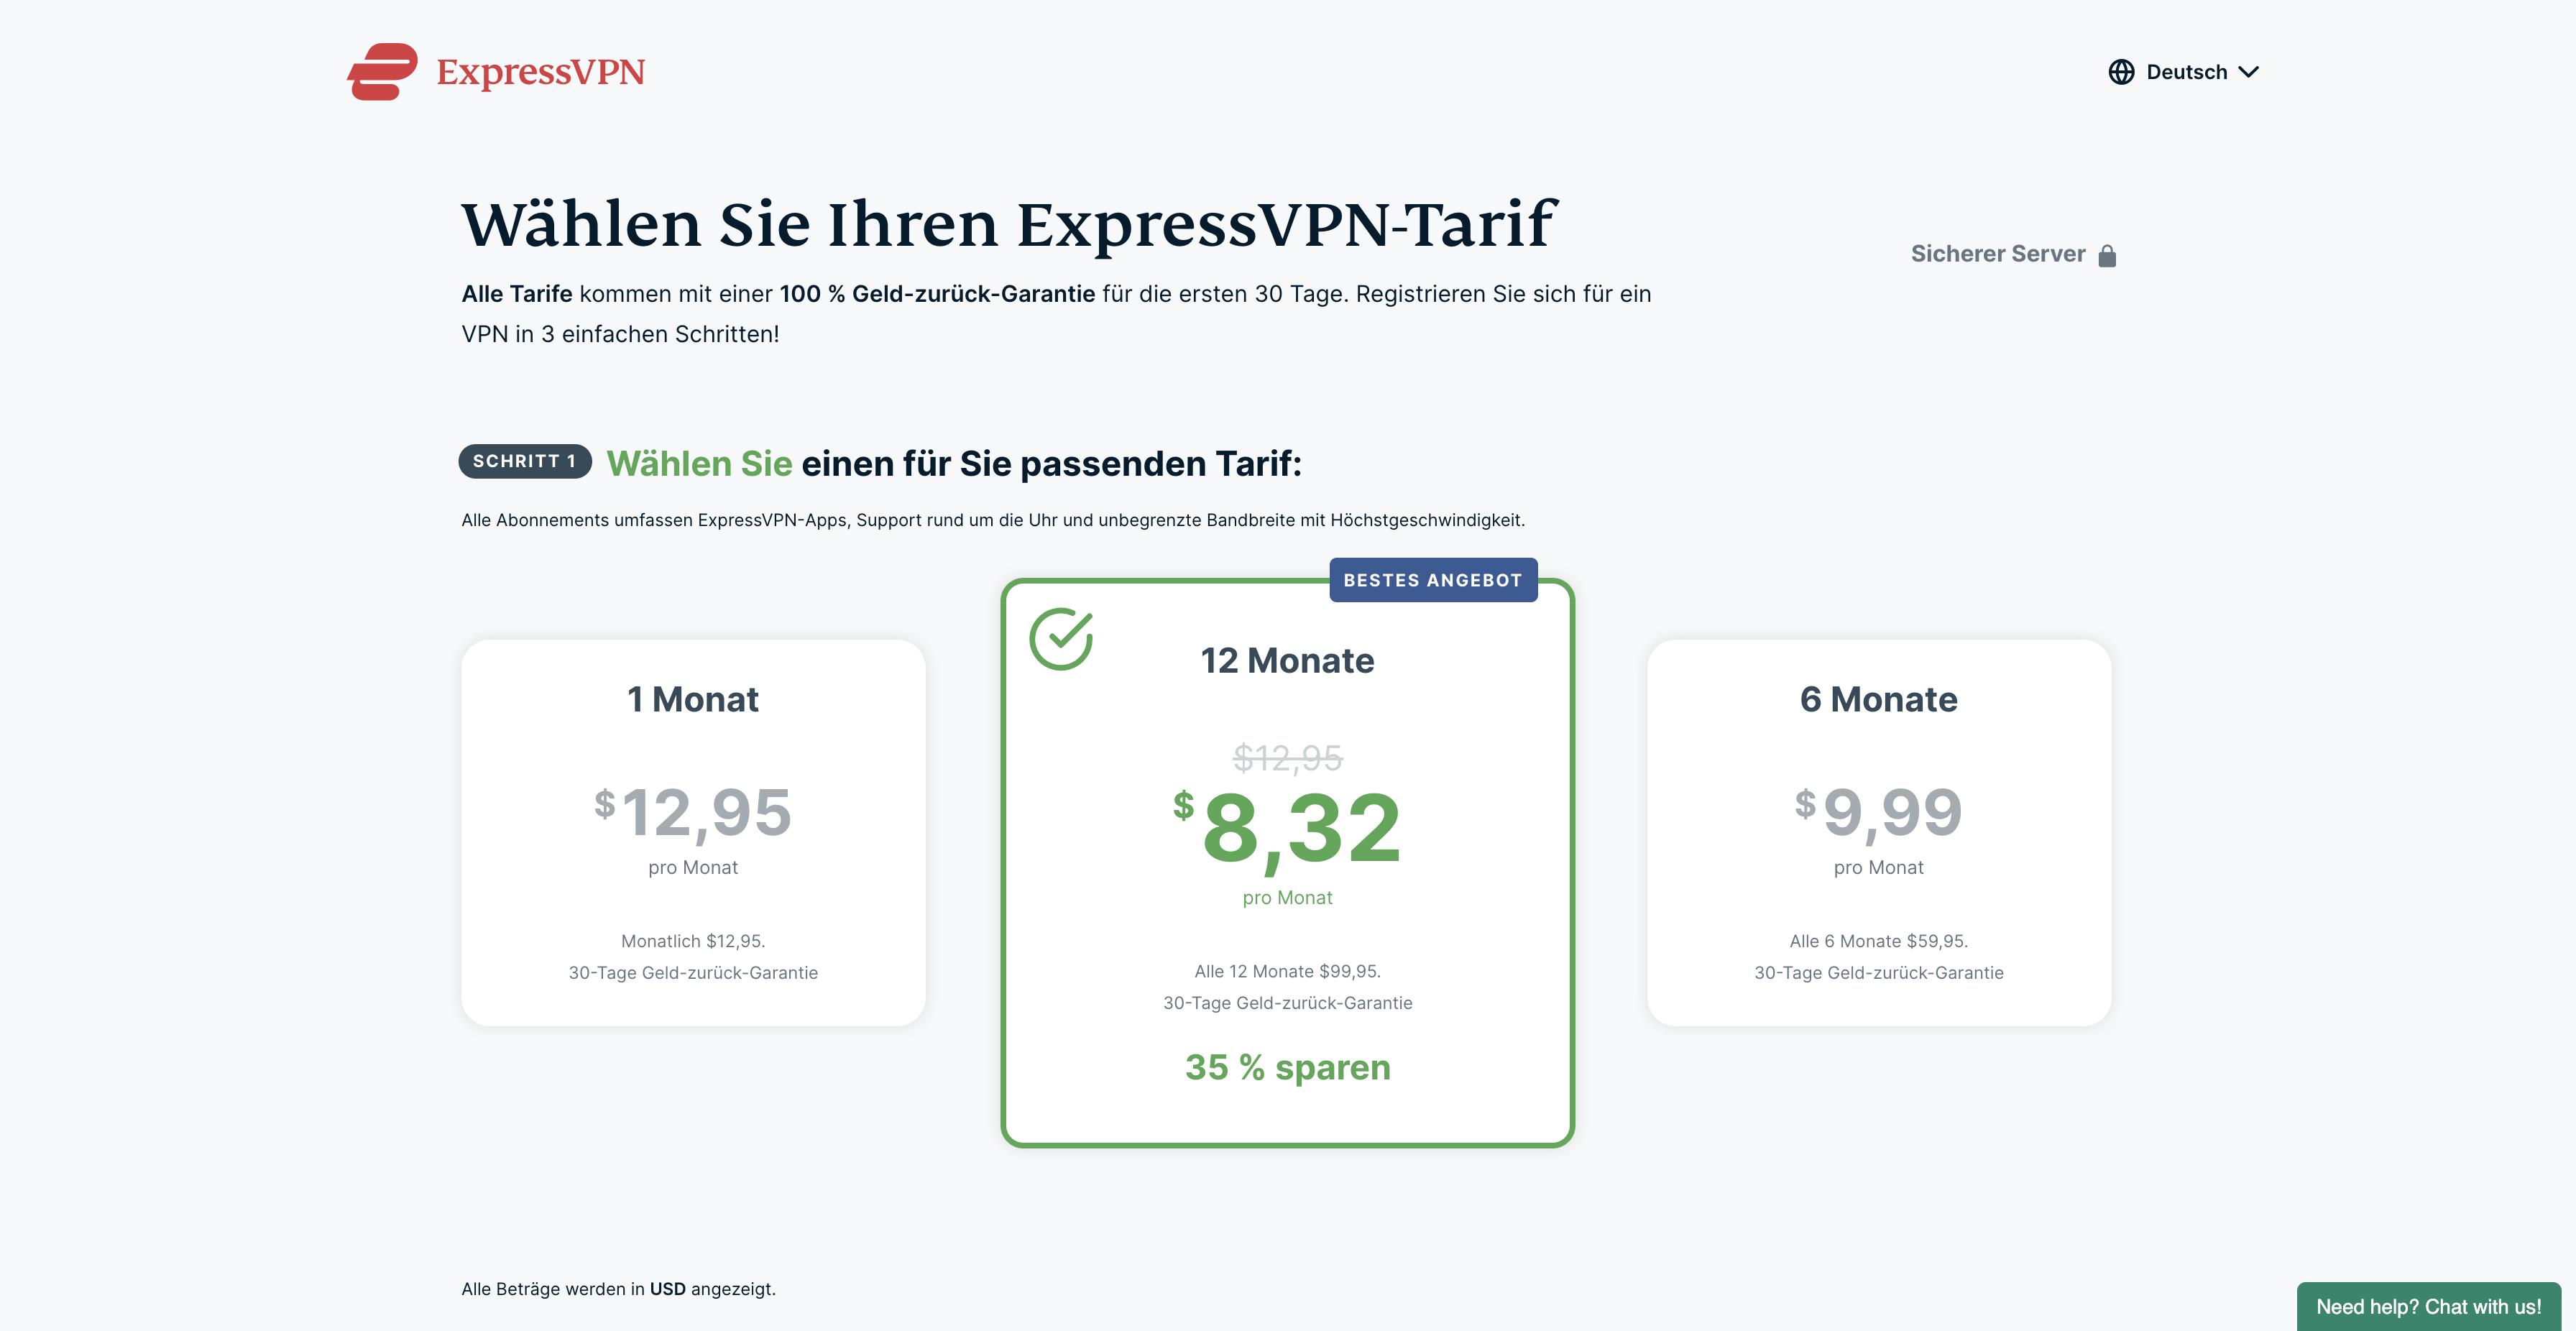 ExpressVPN
Deutsch
Wählen Sie Ihren ExpressVPN-Tarif
Sicherer Server
Alle Tarife kommen mit einer 100 % Geld-zurück-Garantie für die ersten 30 Tage. Registrieren Sie sich für ein
VPN in 3 einfachen Schritten!
SCHRITT 1 Wählen Sie einen für Sie passenden Tarif:
Alle Abonnements umfassen ExpressVPN-Apps, Support rund um die Uhr und unbegrenzte Bandbreite mit Höchstgeschwindigkeit.
1 Monat
$12,95
pro Monat
Monatlich $12,95.
30-Tage Geld-zurück-Garantie
BESTES ANGEBOT
12 Monate
$12,95
$8,32
pro Monat
Alle 12 Monate $99,95.
30-Tage Geld-zurück-Garantie
35 % sparen
6 Monate
$9,99
pro Monat
Alle 6 Monate $59,95.
30-Tage Geld-zurück-Garantie
Alle Beträge werden in USD angezeigt.
Need help? Chat with us!